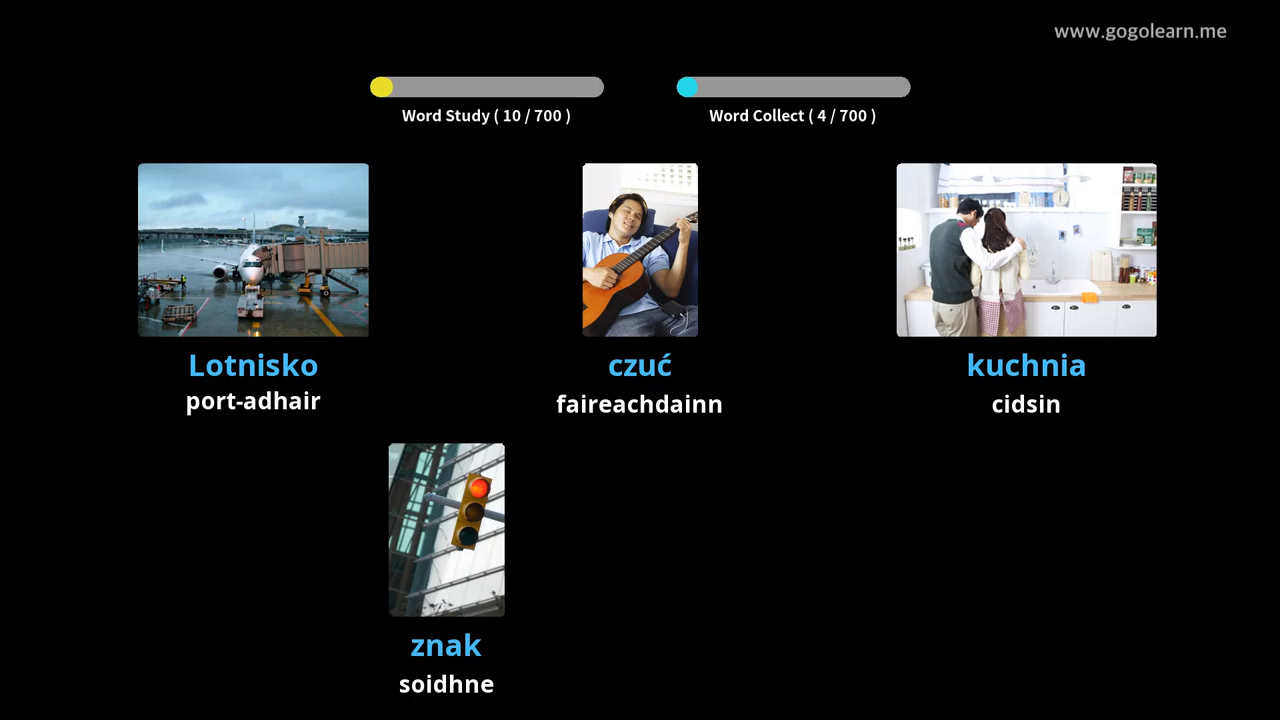 www.gogolearn.me
Word Study ( 10 / 700 )
Word Collect ( 4 / 700 )
Lotnisko
port-adhair
czuć
faireachdainn
kuchnia
cidsin
znak
soidhne